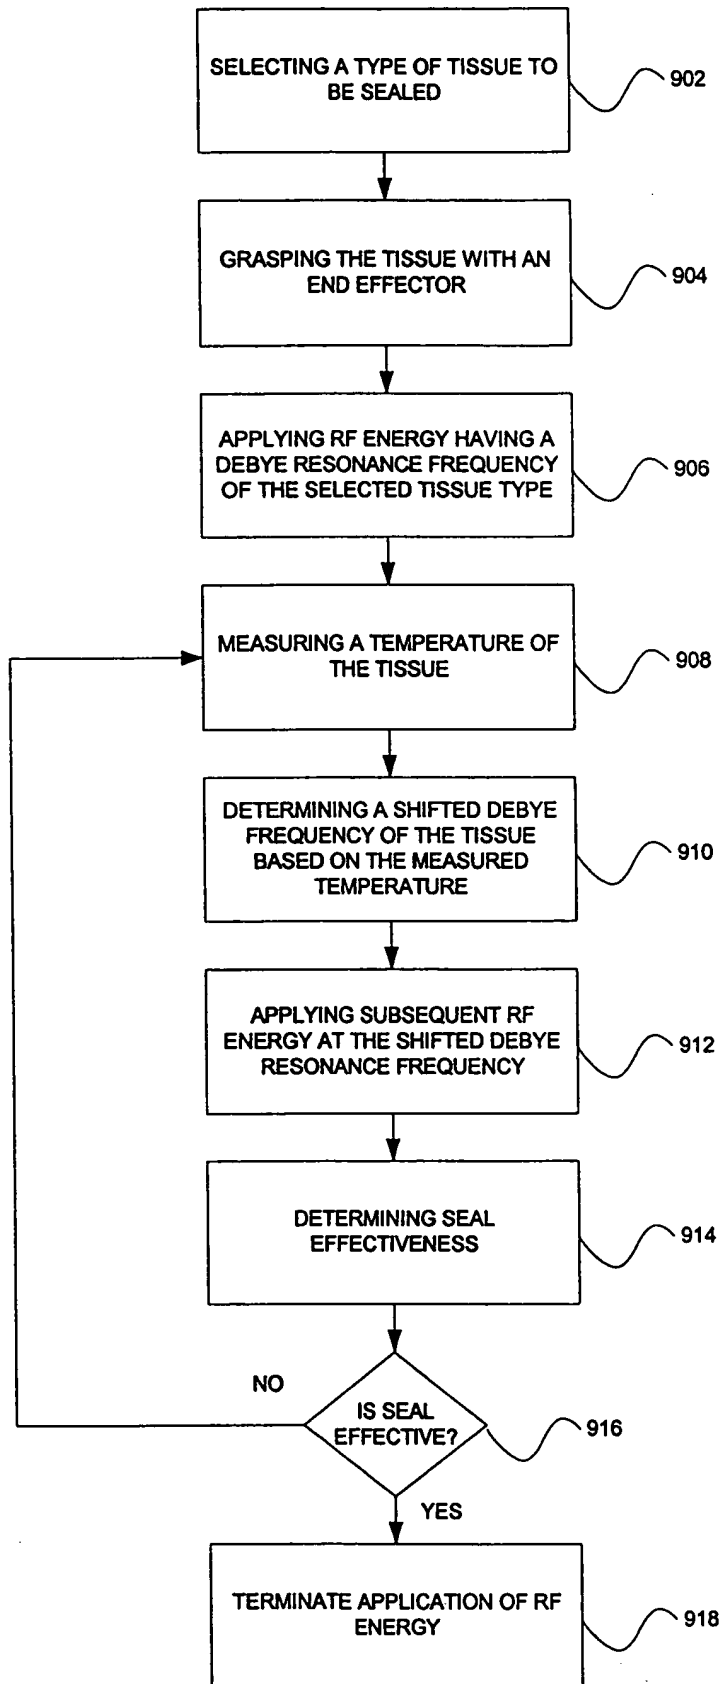 SELECTING A TYPE OF TISSUE TO
BE SEALED
902
GRASPING THE TISSUE WITH AN
END EFFECTOR
904
APPLYING RF ENERGY HAVING A
DEBYE RESONANCE FREQUENCY
OF THE SELECTED TISSUE TYPE
906
MEASURING A TEMPERATURE OF
THE TISSUE
908
DETERMINING A SHIFTED DEBYE
FREQUENCY OF THE TISSUE
BASED ON THE MEASURED
TEMPERATURE
910
APPLYING SUBSEQUENT RF
ENERGY AT THE SHIFTED DEBYE
RESONANCE FREQUENCY
912
DETERMINING SEAL
EFFECTIVENESS
914
NO
IS SEAL
EFFECTIVE?
916
YES
TERMINATE APPLICATION OF RF
ENERGY
918